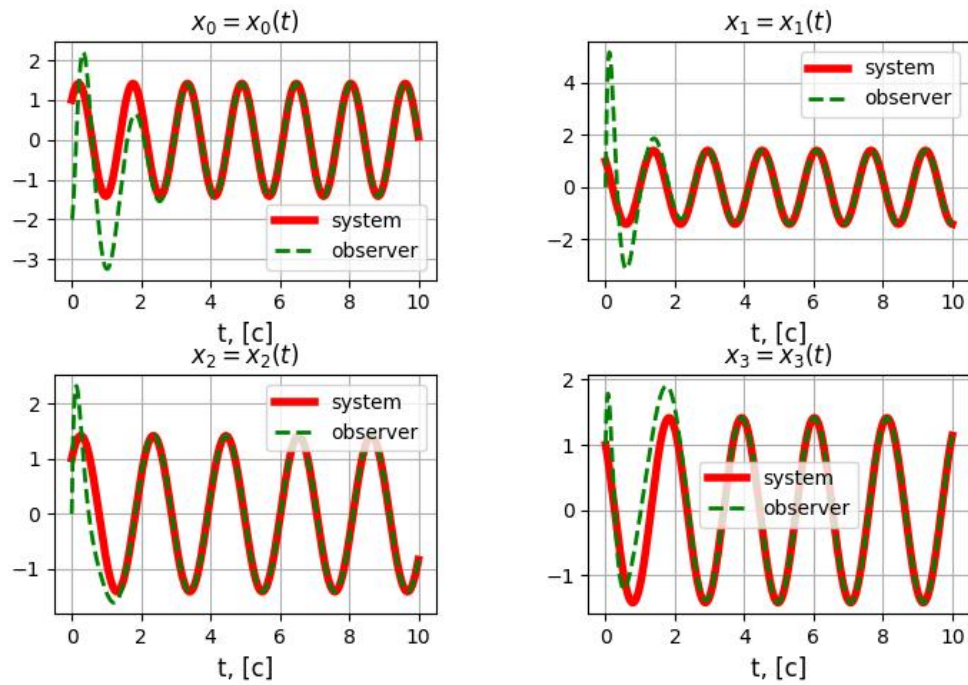 x_0 = x_0(t)
2
1
0
−1
−2
−3
system
observer
0 2 4 6 8 10
t, [c]
x_1 = x_1(t)
4
2
0
−2
system
observer
0 2 4 6 8 10
t, [c]
x_2 = x_2(t)
2
1
0
−1
system
observer
0 2 4 6 8 10
t, [c]
x_3 = x_3(t)
2
1
0
−1
system
observer
0 2 4 6 8 10
t, [c]